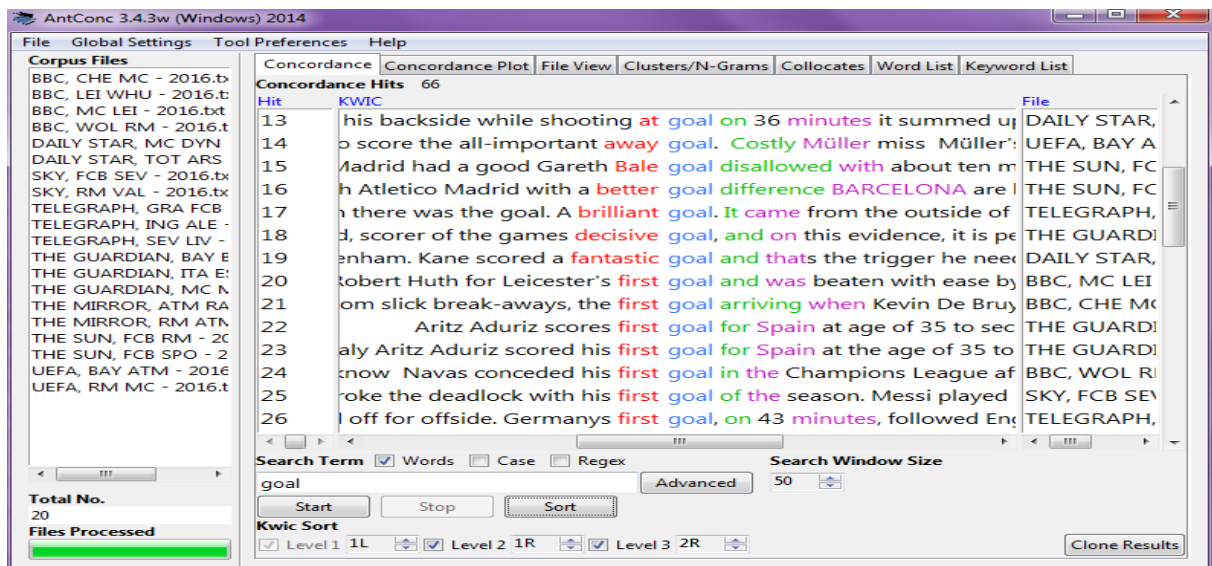 AntConc 3.4.3w (Windows) 2014
File Global Settings Tool Preferences Help
Corpus Files
BBC, CHE MC - 2016.t
BBC, LEI WHU - 2016.t
BBC, MC LEI - 2016.txt
BBC, WOL RM - 2016.t
DAILY STAR, MC DYN
DAILY STAR, TOT ARS
SKY, FCB SEV - 2016.tx
SKY, RM VAL - 2016.tx
TELEGRAPH, GRA FCB
TELEGRAPH, ING ALE -
TELEGRAPH, SEV LIV -
THE GUARDIAN, BAY
THE GUARDIAN, ITA
THE GUARDIAN, MC
THE MIRROR, ATM RA
THE MIRROR, RM ATN
THE SUN, FCB RM - 20
THE SUN, FCB SPO - 2
UEFA, BAY ATM - 2016
UEFA, RM MC - 2016.t
Total No.
20
Files Processed
Concordance Concordance Plot File View Clusters/N-Grams Collocates Word List Keyword List
Concordance Hits 66
Hit KWIC File
13 his backside while shooting at goal on 36 minutes it summed up DAILY STAR,
14 o score the all-important away goal. Costly Müller miss Müller's UEFA, BAY A
15 Madrid had a good Gareth Bale goal disallowed with about ten m THE SUN, FC
16 h Atletico Madrid with a better goal difference BARCELONA are THE SUN, FC
17 there was the goal. A brilliant goal. It came from the outside of TELEGRAPH,
18 d, scorer of the games decisive goal, and on this evidence, it is pe THE GUARDI
19 enham. Kane scored a fantastic goal and thats the trigger he need DAILY STAR,
20 Robert Huth for Leicester's first goal and was beaten with ease by BBC, MC LEI
21 om slick break-aways, the first goal arriving when Kevin De Bruy BBC, CHE MC
22 Aritz Aduriz scores first goal for Spain at age of 35 to sec THE GUARDI
23 aly Aritz Aduriz scored his first goal for Spain at the age of 35 to THE GUARDI
24 know Navas conceded his first goal in the Champions League af BBC, WOL R
25 roke the deadlock with his first goal of the season. Messi played SKY, FCB SEV
26 off for offside. Germanys first goal, on 43 minutes, followed Eng TELEGRAPH,
Search Term Words Case Regex Search Window Size
goal Advanced 50
Start Stop Sort
Kwic Sort
Level 1 1L Level 2 1R Level 3 2R Clone Results